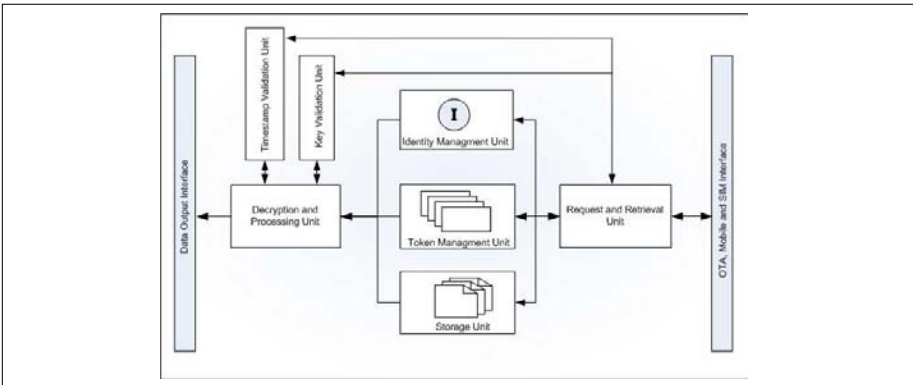 Data Output Interface
Timestamp Validation Unit
Key Validation Unit
I
Identity Managment Unit
Decryption and
Processing Unit
Token Managment Unit
Request and Retrieval
Unit
Storage Unit
OTA, Mobile and SIM Interface